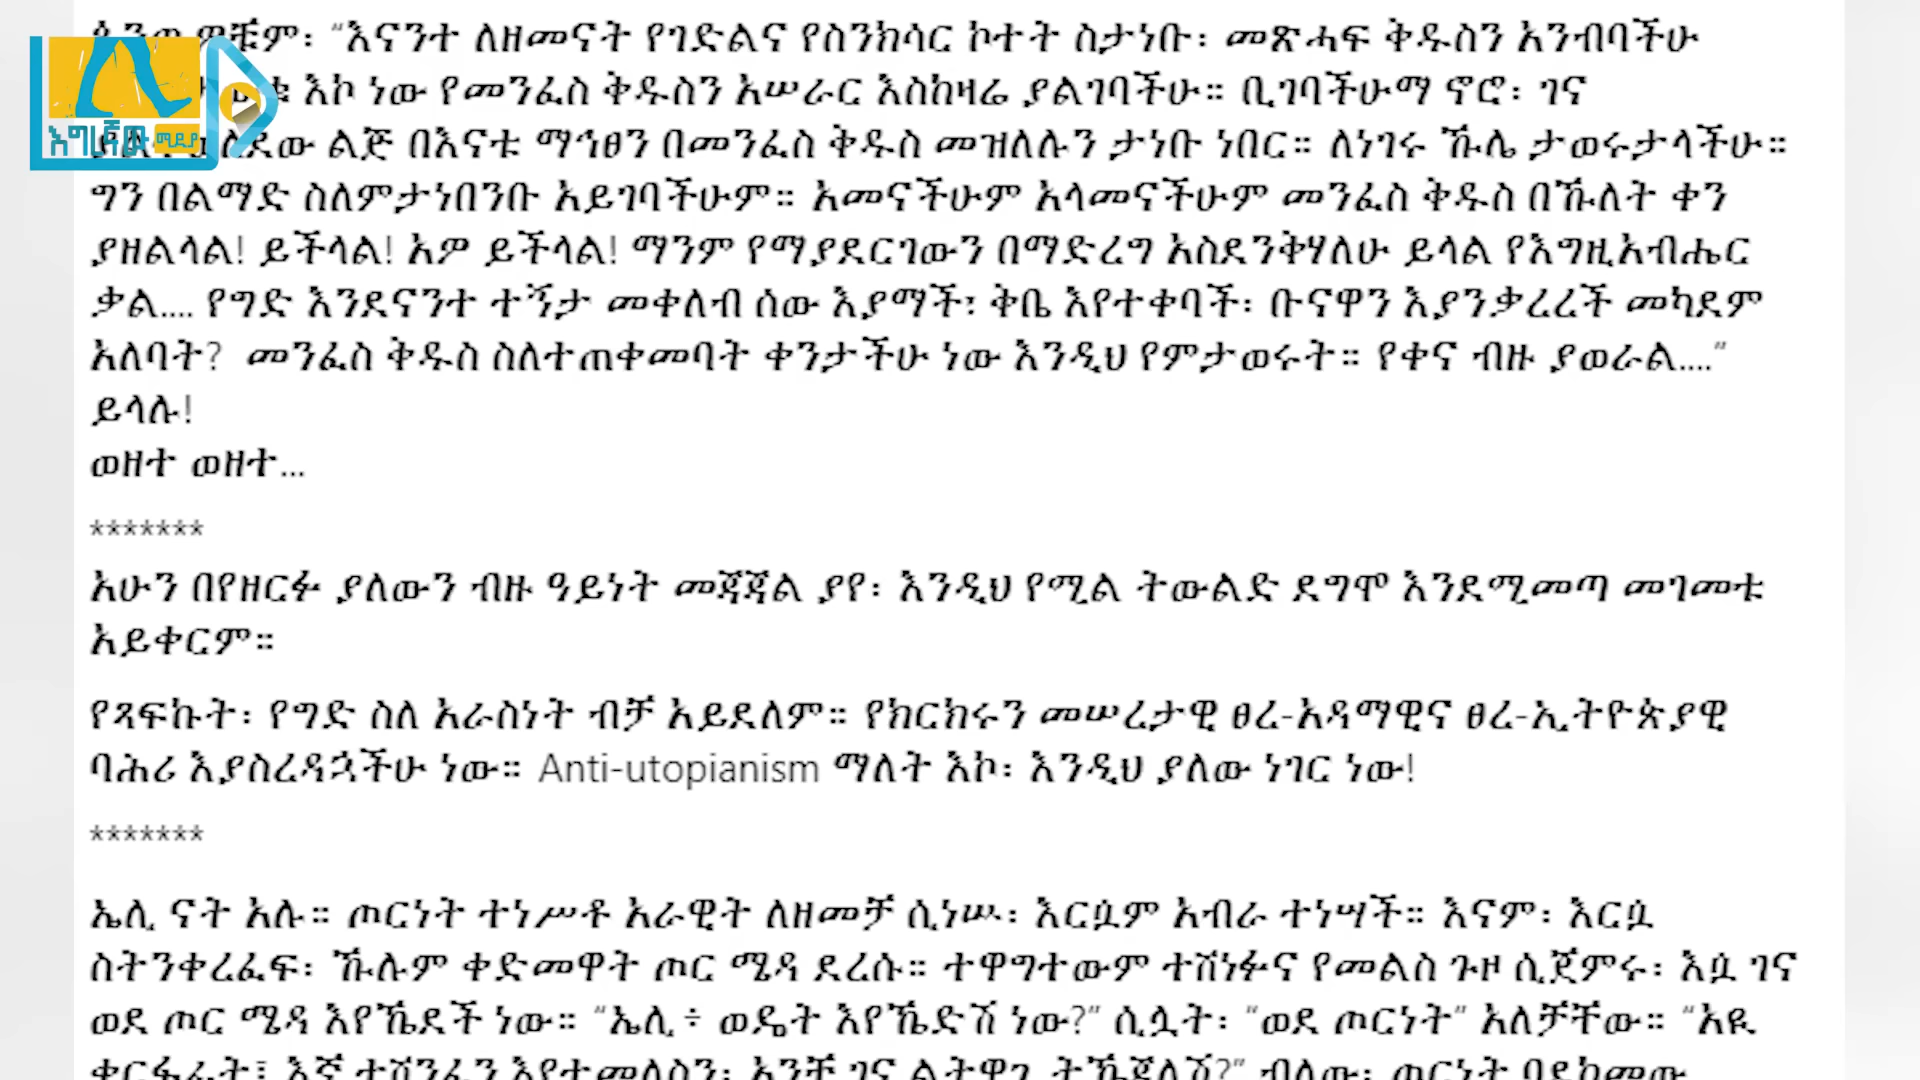 “እናንተ ለዘመናት የገድልና የስንክሳር ኮተት ስታነቡ፡ መጽሓፍ ቅዱስን አንብባችሁ
እኮ ነው የመንፈስ ቅዱስን አሠራር እስከዛሬ ያልገባችሁ። ቢገባችሁማ ኖሮ፡ ገና
ልጅ በእናቱ ማኅፀን በመንፈስ ቅዱስ መዝለሉን ታነቡ ነበር። ለነገሩ ኹሌ ታወሩታላችሁ።
ግን በልማድ ስለምታነበንቡ አይገባችሁም። አመናችሁም አላመናችሁም መንፈስ ቅዱስ በኹለት ቀን
ያዘልላል! ይችላል! አዎ ይችላል! ማንም የማያደርገውን በማድረግ አስደንቅሃለሁ ይላል የእግዚአብሔር
ቃል.... የግድ እንደናንተ ተኝታ መቀለብ ሰው እያማች፣ ቅቤ እየተቀባች፡ ቡናዋን እያንቃረረች መካደም
አለባት? መንፈስ ቅዱስ ስለተጠቀመባት ቀንታችሁ ነው እንዲህ የምታወሩት። የቀና ብዙ ያወራል....”
ይላሉ!
ወዘተ ወዘተ...
*******
አሁን በየዘርፉ ያለውን ብዙ ዓይነት መጃጃል ያየ፡ እንዲህ የሚል ትውልድ ደግሞ እንደሚመጣ መገመቱ
አይቀርም።
የጻፍኩት፡ የግድ ስለ አራስነት ብቻ አይደለም። የክርክሩን መሠረታዊ ፀረ-አዳማዊና ፀረ-ኢትዮጵያዊ
ባሕሪ እያስረዳኋችሁ ነው። Anti-utopianism ማለት እኮ፡ እንዲህ ያለው ነገር ነው!
*******
ኤሊ ናት አሉ። ጦርነት ተነሥቶ አራዊት ለዘመቻ ሲነሡ፡ እርሷም አብራ ተነሣች። እናም፡ እርሷ
ስትንቀረፈፍ፡ ኹሉም ቀድመዋት ጦር ሜዳ ደረሱ። ተዋግተውም ተሸነፉና የመልስ ጉዞ ሲጀምሩ፡ እሷ ገና
ወደ ጦር ሜዳ እየኼደች ነው። “ኤሊ÷ ወዴት እየኼድሽ ነው?” ሲሏት፡ “ወደ ጦርነት” አለቻቸው። “አዪ
እግረኛው ሚዲያ